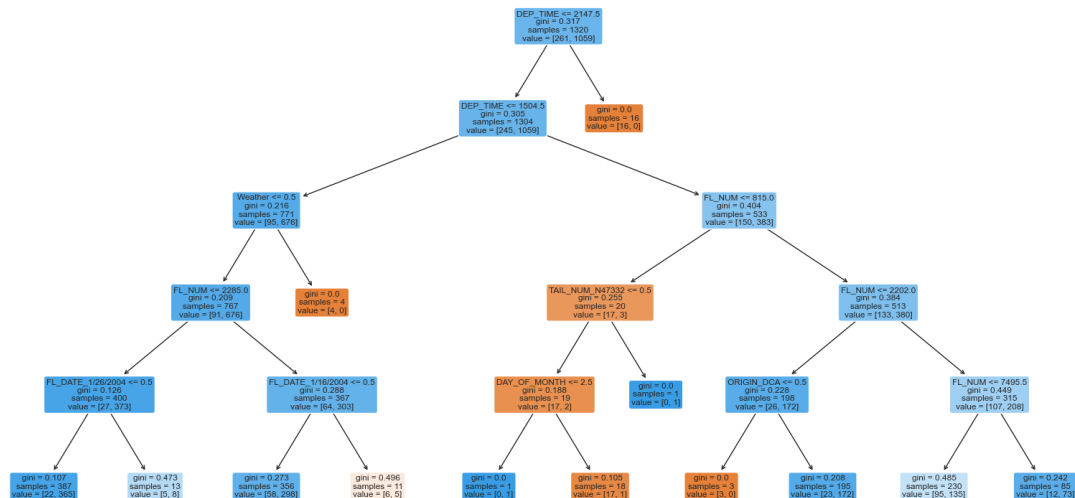 DEP_TIME <= 2147.5
gini = 0.317
samples = 1320
value = [261, 1059]
DEP_TIME <= 1504.5
gini = 0.305
samples = 1304
value = [245, 1059]
gini = 0.0
samples = 16
value = [16, 0]
Weather <= 0.5
gini = 0.216
samples = 771
value = [95, 676]
FL_NUM <= 815.0
gini = 0.404
samples = 533
value = [150, 383]
FL_NUM <= 2285.0
gini = 0.209
samples = 767
value = [91, 676]
gini = 0.0
samples = 4
value = [4, 0]
TAIL_NUM_N47332 <= 0.5
gini = 0.255
samples = 20
value = [17, 3]
FL_NUM <= 2202.0
gini = 0.384
samples = 513
value = [133, 380]
FL_DATE_1/26/2004 <= 0.5
gini = 0.126
samples = 400
value = [27, 373]
FL_DATE_1/16/2004 <= 0.5
gini = 0.288
samples = 367
value = [64, 303]
DAY_OF_MONTH <= 2.5
gini = 0.188
samples = 19
value = [17, 2]
gini = 0.0
samples = 1
value = [0, 1]
ORIGIN_DCA <= 0.5
gini = 0.228
samples = 198
value = [26, 172]
FL_NUM <= 7495.5
gini = 0.449
samples = 315
value = [107, 208]
gini = 0.107
samples = 387
value = [22, 365]
gini = 0.473
samples = 13
value = [5, 8]
gini = 0.273
samples = 356
value = [58, 298]
gini = 0.496
samples = 11
value = [6, 5]
gini = 0.0
samples = 1
value = [0, 1]
gini = 0.105
samples = 18
value = [17, 1]
gini = 0.0
samples = 3
value = [3, 0]
gini = 0.208
samples = 195
value = [23, 172]
gini = 0.485
samples = 230
value = [95, 135]
gini = 0.242
samples = 85
value = [12, 73]